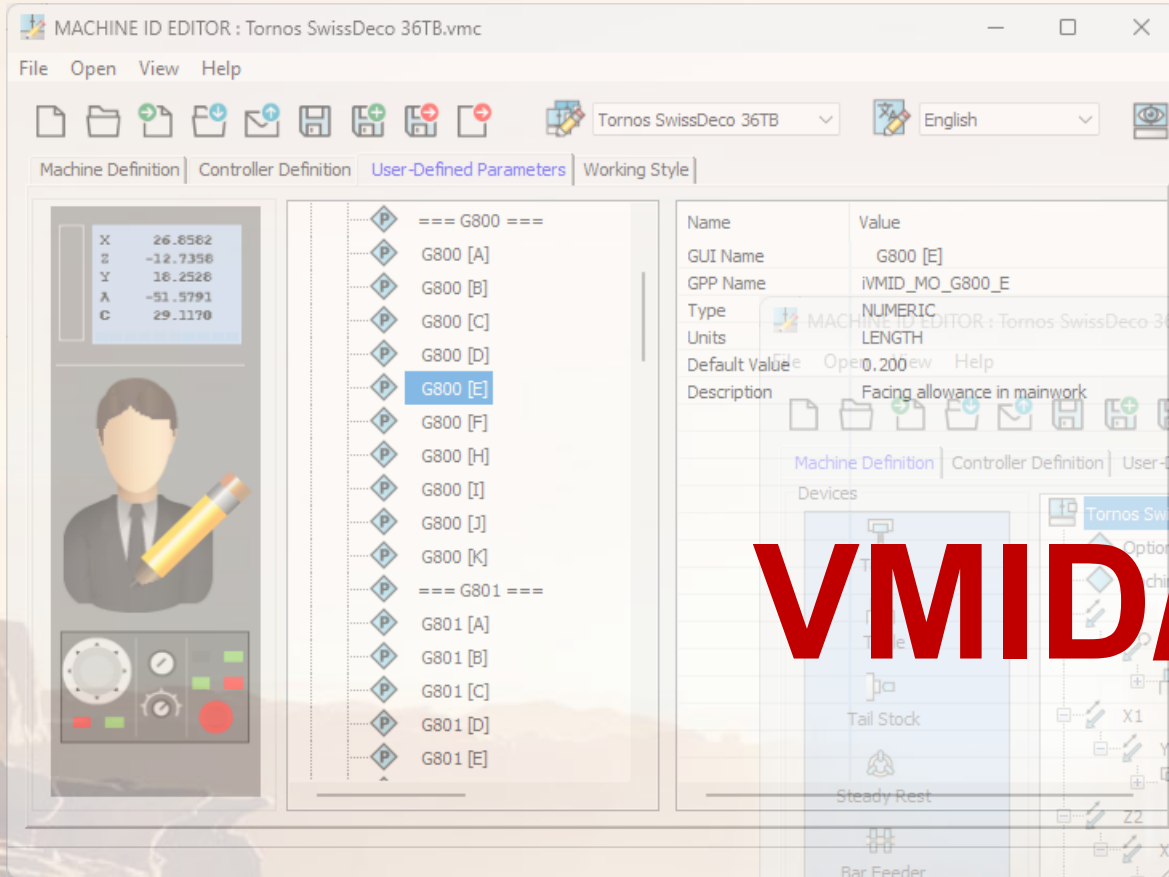 MACHINE ID EDITOR : Tornos SwissDeco 36TB.vmc
File Open View Help
Tornos SwissDeco 36TB English
Machine Definition Controller Definition User-Defined Parameters Working Style
X 26.8582
Z -12.7358
Y 18.2528
A -51.5791
C 29.1170
=== G800 ===
G800 [A]
G800 [B]
G800 [C]
G800 [D]
G800 [E]
G800 [F]
G800 [H]
G800 [I]
G800 [J]
G800 [K]
=== G801 ===
G801 [A]
G801 [B]
G801 [C]
G801 [D]
G801 [E]
Name Value
GUI Name G800 [E]
GPP Name iVMID_MO_G800_E
Type NUMERIC
Units LENGTH
Default Value 0.200
Description Facing allowance in mainwork
MACHINE ID EDITOR : Tornos SwissDeco 3
File Open View Help
Machine Definition Controller Definition User-
Devices
Tornos Sw
Option
Tail Stock
Steady Rest
Bar Feeder
X1
Y
Z2
X
VMID